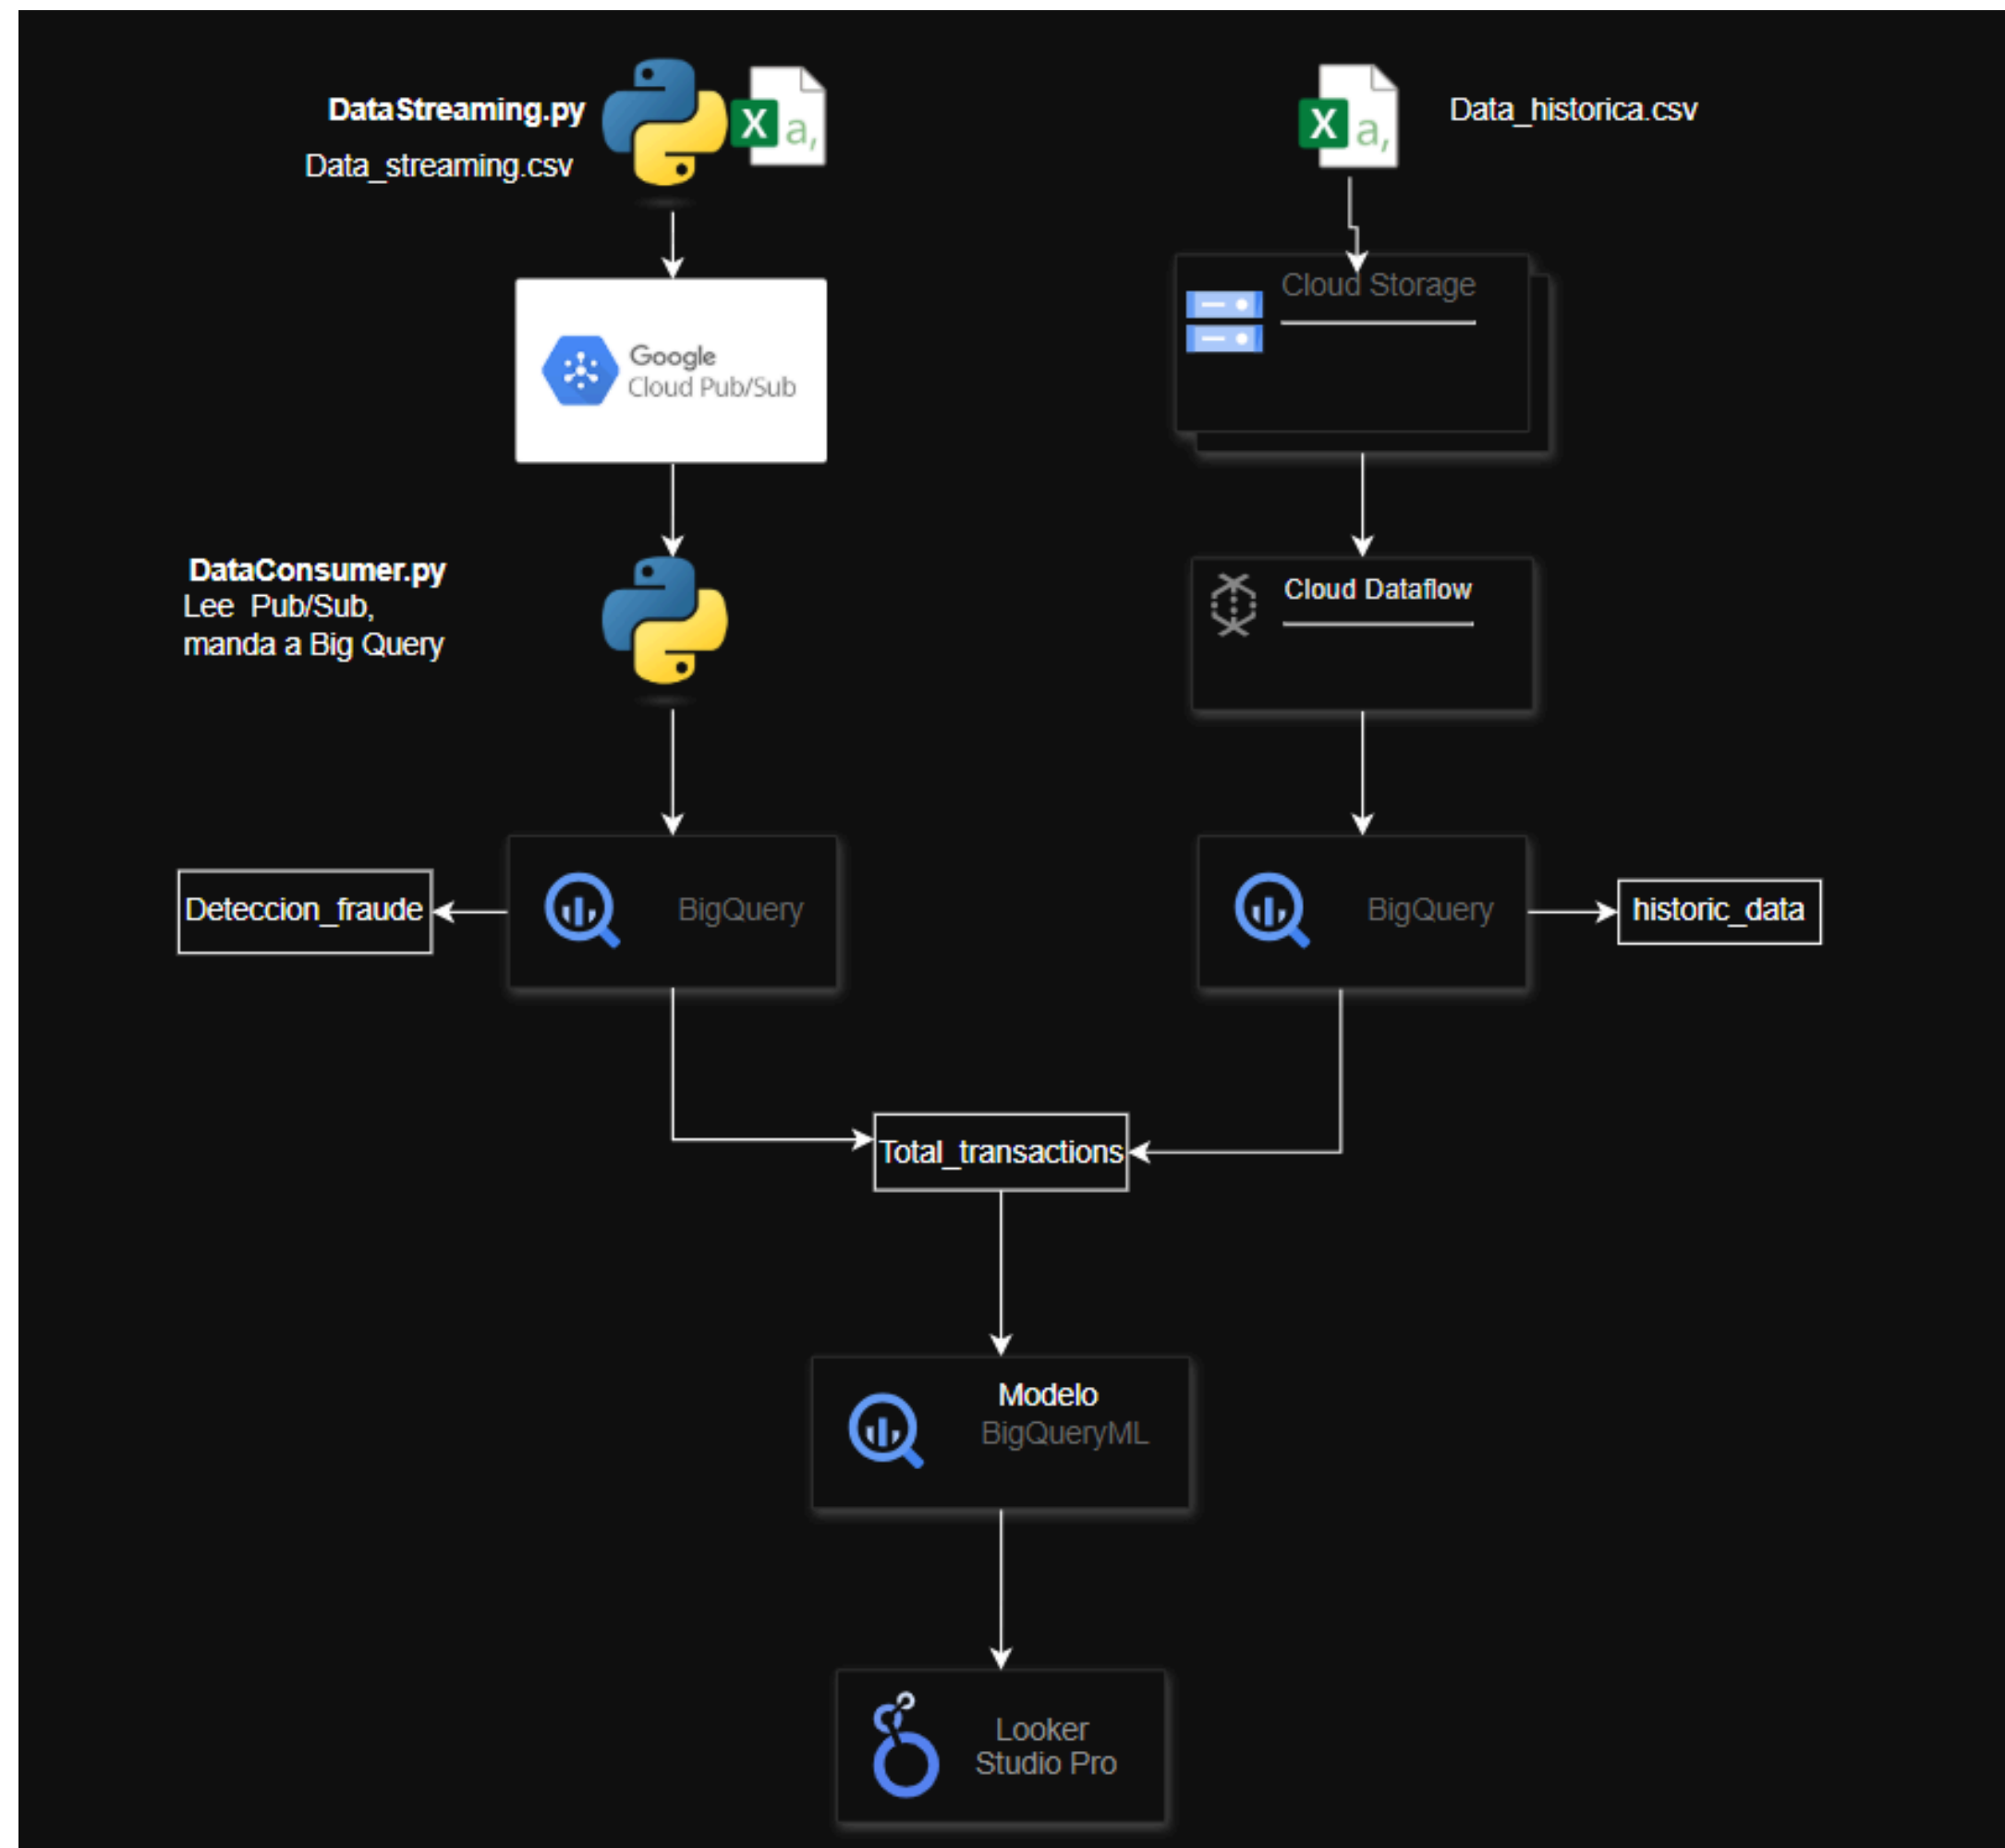 DataStreaming.py
Data_streaming.csv
X a,
X a,
Data_historica.csv
Google
Cloud Pub/Sub
Cloud Storage
DataConsumer.py
Lee Pub/Sub,
manda a Big Query
Cloud Dataflow
Deteccion_fraude
BigQuery
BigQuery
historic_data
Total_transactions
Modelo
BigQueryML
Looker
Studio Pro